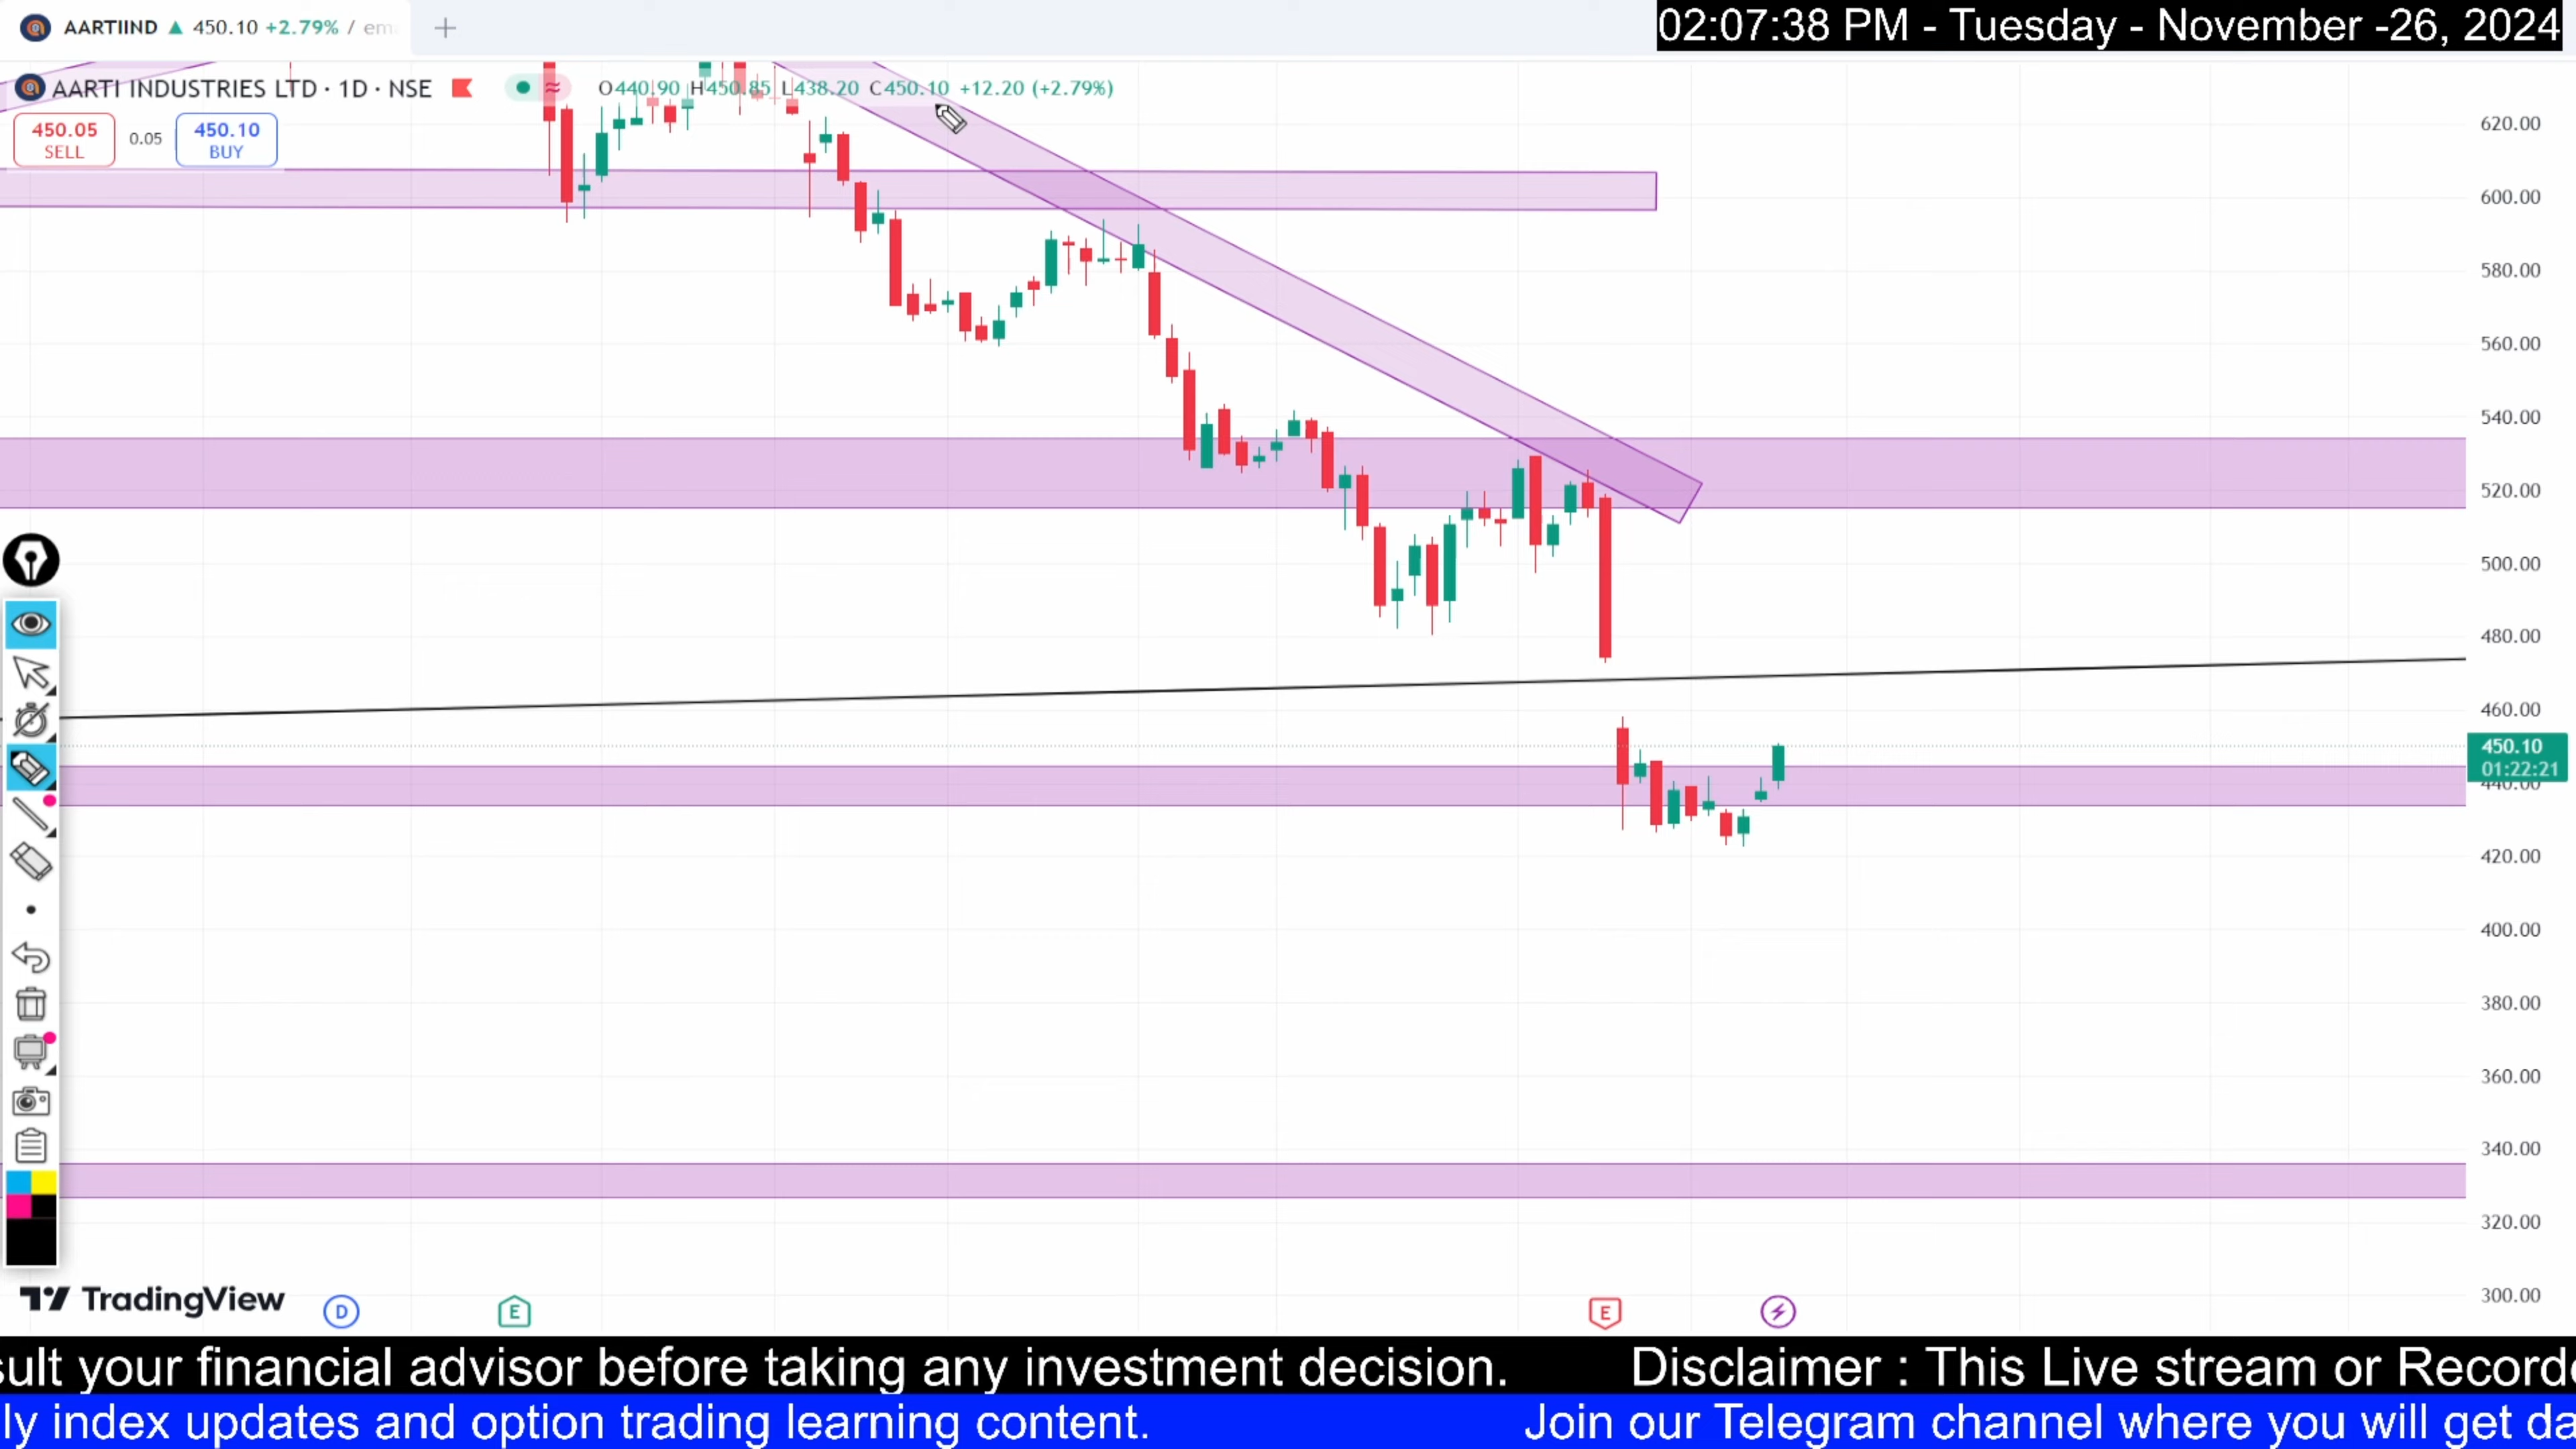 AARTIIND ▲ 450.10 +2.79% / em
02:07:38 PM - Tuesday - November -26, 2024
AARTI INDUSTRIES LTD · 1D · NSE
O440.90 H450.85 L438.20 C450.10 +12.20 (+2.79%)
450.05
SELL
0.05
450.10
BUY
620.00
600.00
580.00
560.00
540.00
520.00
500.00
480.00
460.00
450.10
01:22:21
440.00
420.00
400.00
380.00
360.00
340.00
320.00
300.00
TradingView
D
E
E
sult your financial advisor before taking any investment decision. Disclaimer : This Live stream or Recorde
ly index updates and option trading learning content. Join our Telegram channel where you will get da